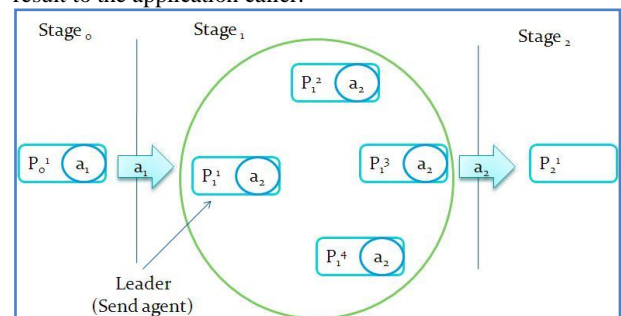 result to the application caller.
Stage ₀
Stage ₁
Stage ₂
P₁² a₂
P₀¹ a₁
a₁
P₁¹ a₂
P₁³ a₂
a₂
P₂¹
P₁⁴ a₂
Leader
(Send agent)